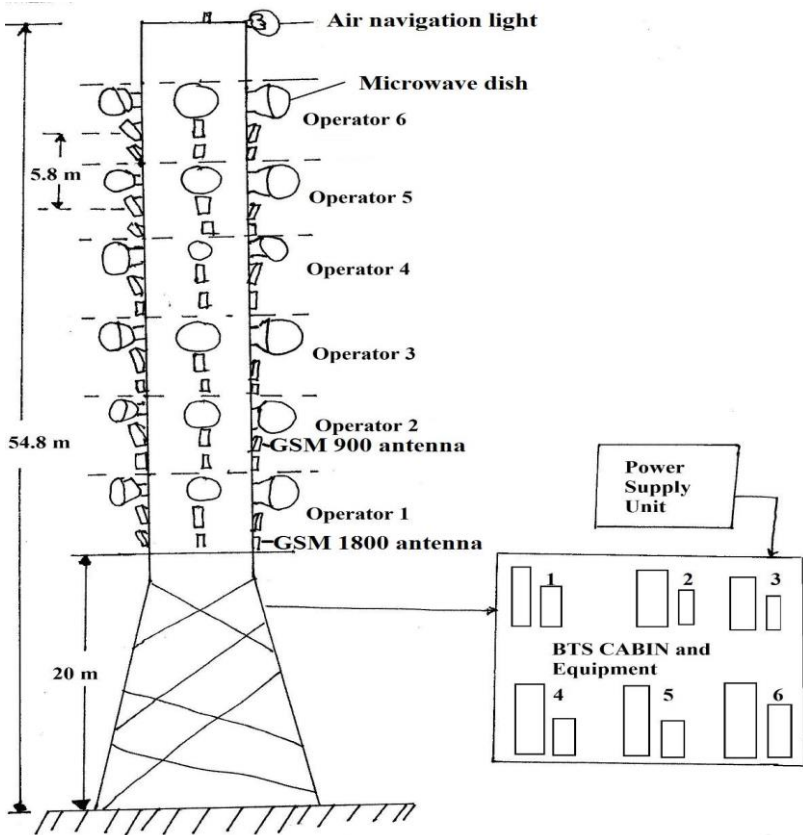 Air navigation light
Microwave dish
Operator 6
5.8 m
Operator 5
Operator 4
Operator 3
54.8 m
Operator 2
GSM 900 antenna
Operator 1
GSM 1800 antenna
20 m
Power
Supply
Unit
1 2 3
BTS CABIN and
Equipment
4 5 6